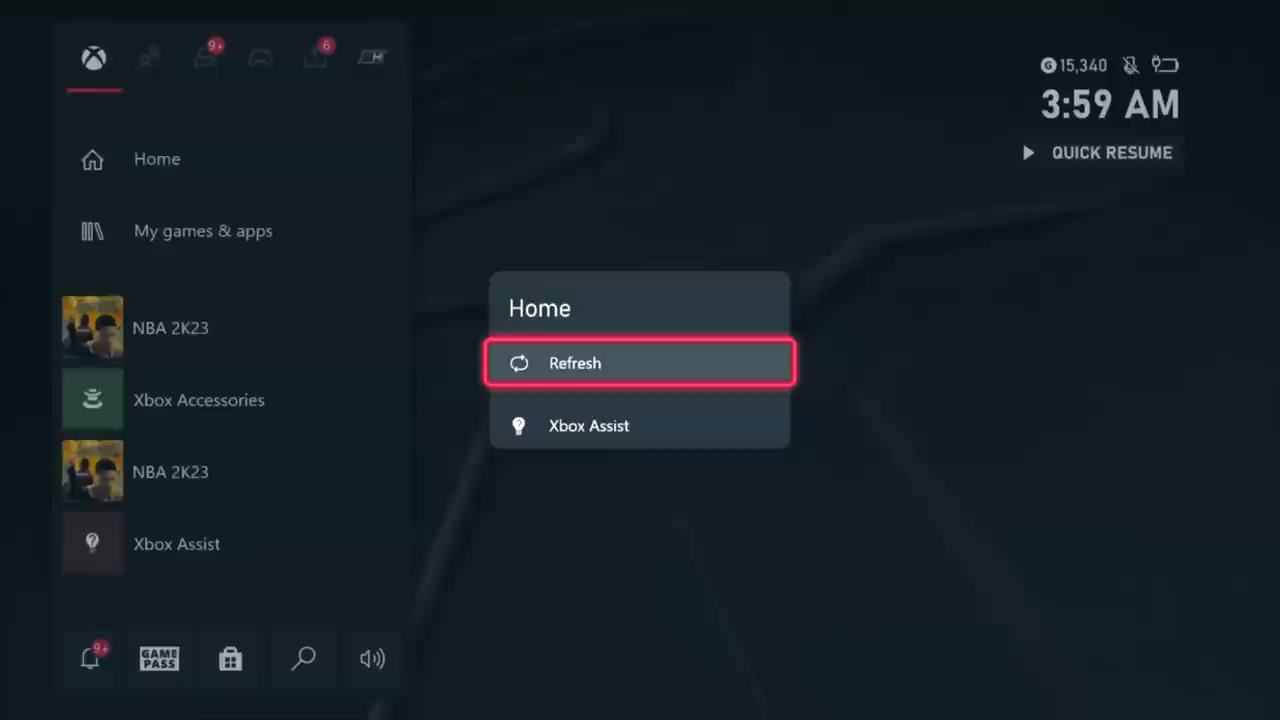 9+
6
Home
My games & apps
NBA 2K23
Xbox Accessories
NBA 2K23
Xbox Assist
9+
GAME
PASS
Home
Refresh
Xbox Assist
G 15,340
3:59 AM
QUICK RESUME